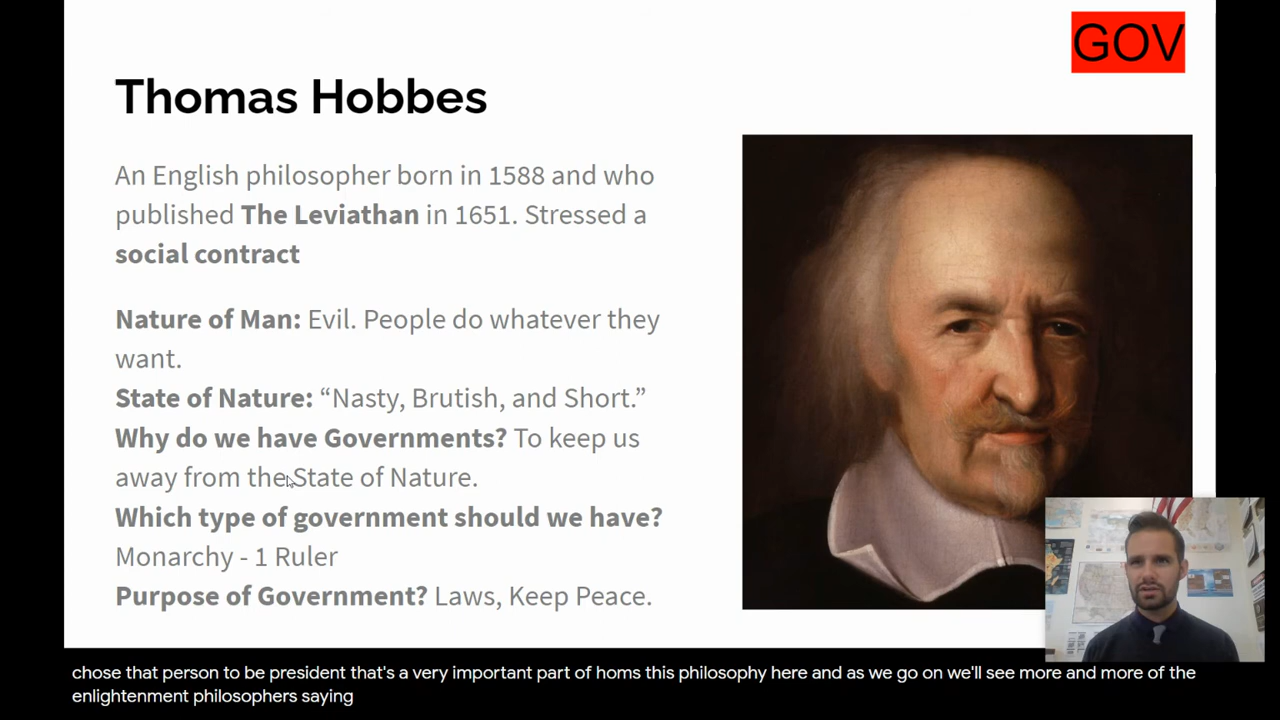 GOV
Thomas Hobbes
An English philosopher born in 1588 and who
published The Leviathan in 1651. Stressed a
social contract
Nature of Man: Evil. People do whatever they
want.
State of Nature: “Nasty, Brutish, and Short.”
Why do we have Governments? To keep us
away from the State of Nature.
Which type of government should we have?
Monarchy - 1 Ruler
Purpose of Government? Laws, Keep Peace.
chose that person to be president that's a very important part of homs this philosophy here and as we go on we'll see more and more of the
enlightenment philosophers saying